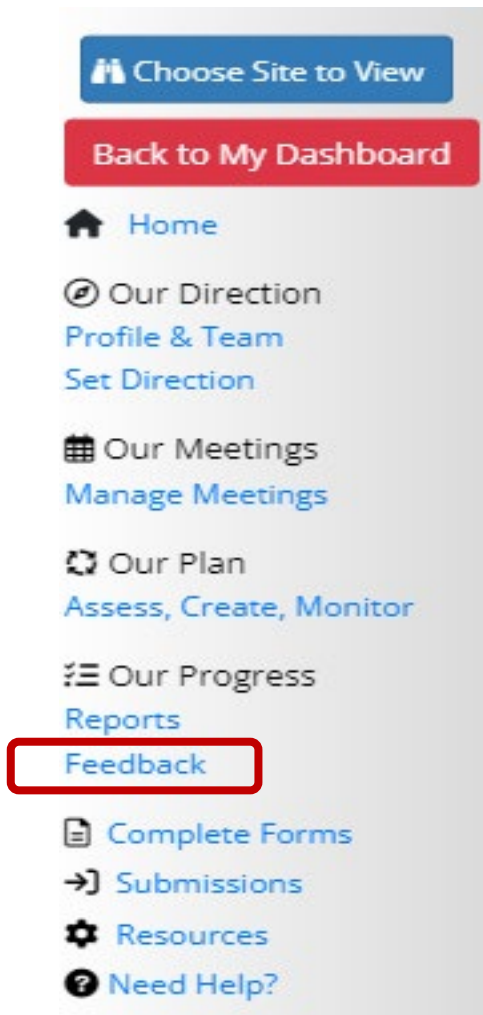 Choose Site to View
Back to My Dashboard
Home
Our Direction
Profile & Team
Set Direction
Our Meetings
Manage Meetings
Our Plan
Assess, Create, Monitor
Our Progress
Reports
Feedback
Complete Forms
Submissions
Resources
Need Help?